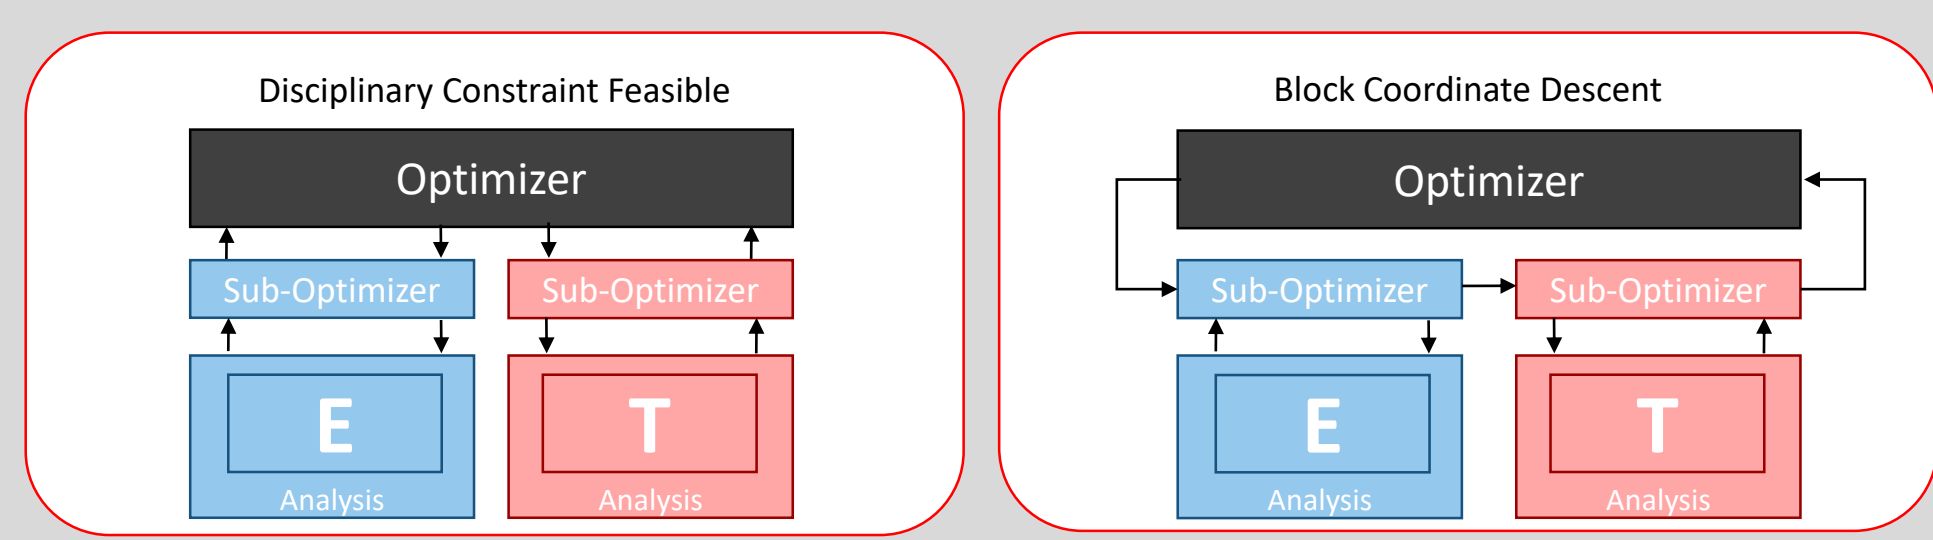 Disciplinary Constraint Feasible
Optimizer
Sub-Optimizer
Sub-Optimizer
E
T
Analysis
Analysis
Block Coordinate Descent
Optimizer
Sub-Optimizer
Sub-Optimizer
E
T
Analysis
Analysis